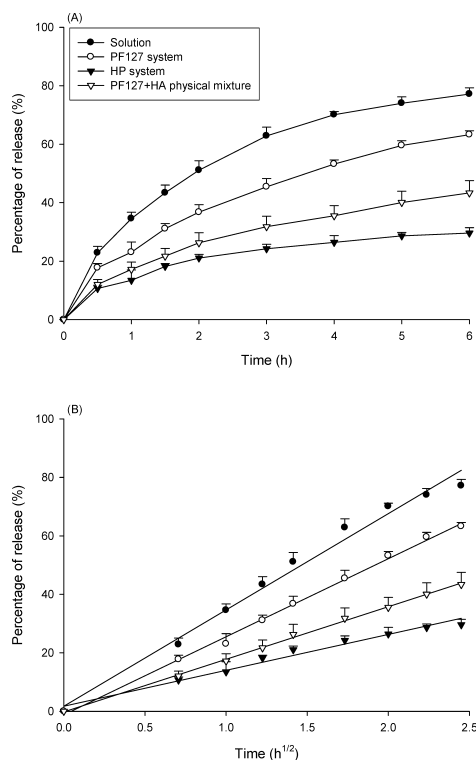 (A)
Solution
PF127 system
HP system
PF127+HA physical mixture
100
80
60
40
20
0
Percentage of release (%)
0 1 2 3 4 5 6
Time (h)
(B)
100
80
60
40
20
0
Percentage of release (%)
0.0 0.5 1.0 1.5 2.0 2.5
Time (h^1/2)